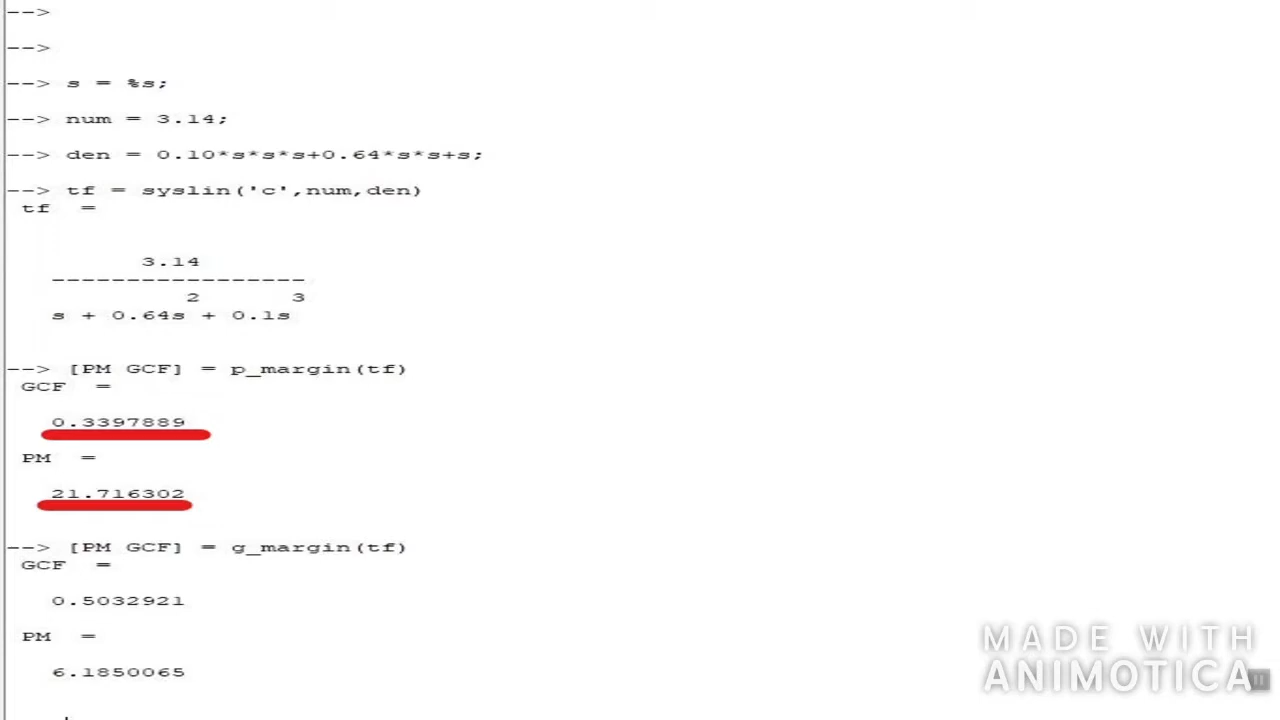 -->
-->
--> s = %s;
--> num = 3.14;
--> den = 0.10*s*s*s+0.64*s*s+s;
--> tf = syslin('c',num,den)
tf =
3.14
-----------------
2 3
s + 0.64s + 0.1s
--> [PM GCF] = p_margin(tf)
GCF =
0.3397889
PM =
21.716302
--> [PM GCF] = g_margin(tf)
GCF =
0.5032921
PM =
6.1850065
MADE WITH
ANIMOTICA